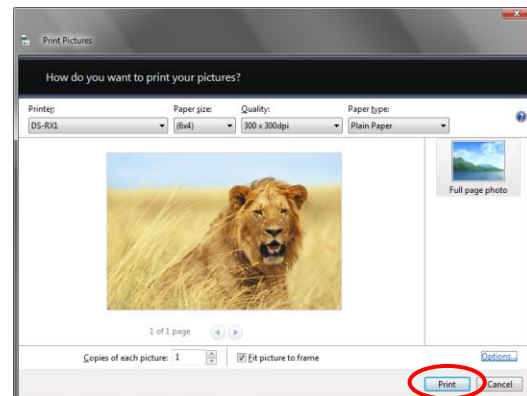 Print Pictures
How do you want to print your pictures?
Printer: Paper size: Quality: Paper type:
DS-RX1 (6x4) 300 x 300dpi Plain Paper
Full page photo
1 of 1 page
Copies of each picture: 1 Fit picture to frame Options...
Print Cancel